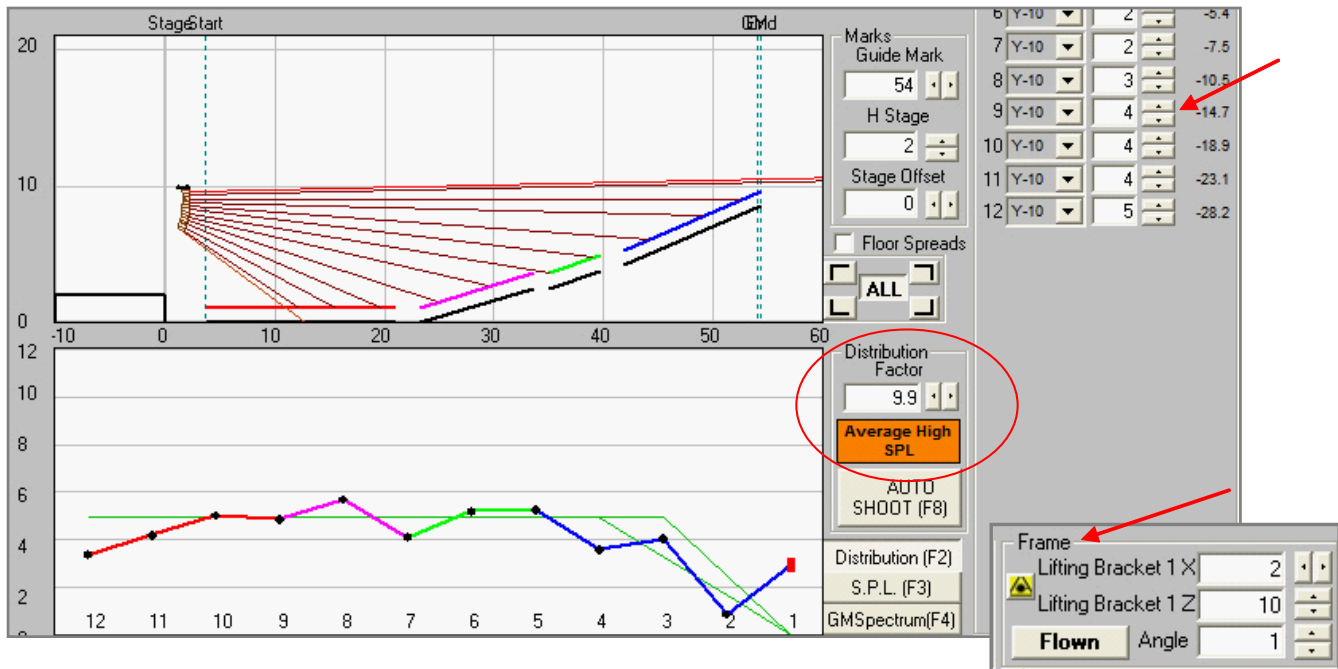 StageStart GM End
20
10
0
-10 0 10 20 30 40 50 60
12
10
8
6
4
2
0
12 11 10 9 8 7 6 5 4 3 2 1
Marks
Guide Mark
54
H Stage
2
Stage Offset
0
Floor Spreads
ALL
Distribution
Factor
9.9
Average High
SPL
AUTO
SHOOT (F8)
Distribution (F2)
S.P.L. (F3)
GMSpectrum(F4)
6 Y-10 2 -5.4
7 Y-10 2 -7.5
8 Y-10 3 -10.5
9 Y-10 4 -14.7
10 Y-10 4 -18.9
11 Y-10 4 -23.1
12 Y-10 5 -28.2
Frame
Lifting Bracket 1 X 2
Lifting Bracket 1 Z 10
Flown Angle 1